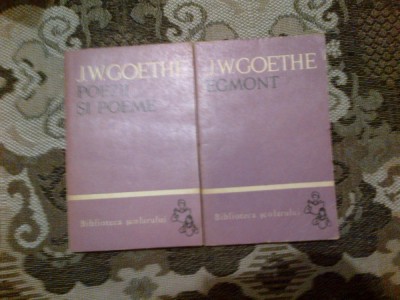 J.W.GOETHE
POEZII
SI POEME
Biblioteca școlarului
J.W.GOETHE
EGMONT
Biblioteca școlarului